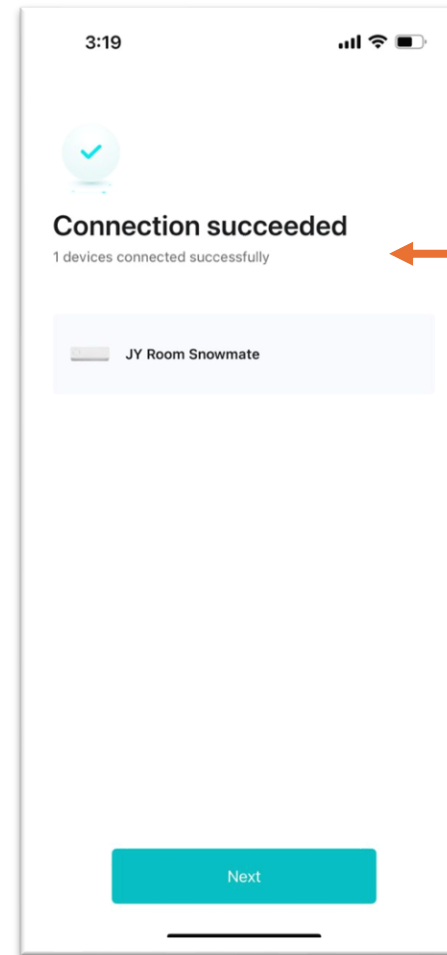 3:19
Connection succeeded
1 devices connected successfully
JY Room Snowmate
Next